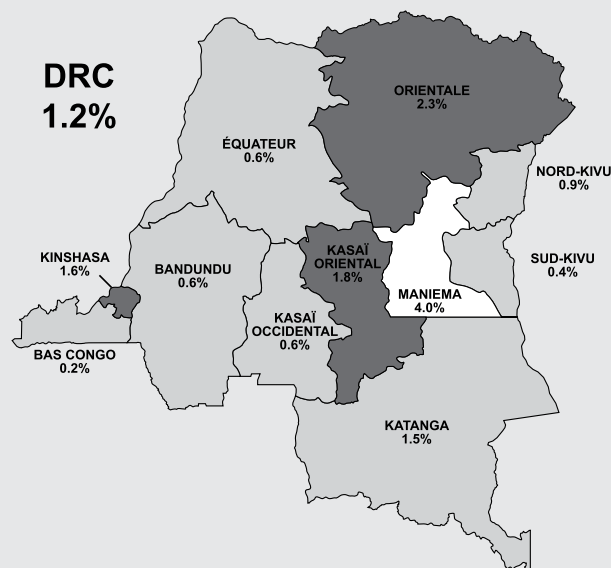 DRC
1.2%
ORIENTALE
2.3%
ÉQUATEUR
0.6%
NORD-KIVU
0.9%
KINSHASA
1.6%
BANDUNDU
0.6%
KASAÏ
ORIENTAL
1.8%
SUD-KIVU
0.4%
MANIEMA
4.0%
KASAÏ
OCCIDENTAL
0.6%
BAS CONGO
0.2%
KATANGA
1.5%